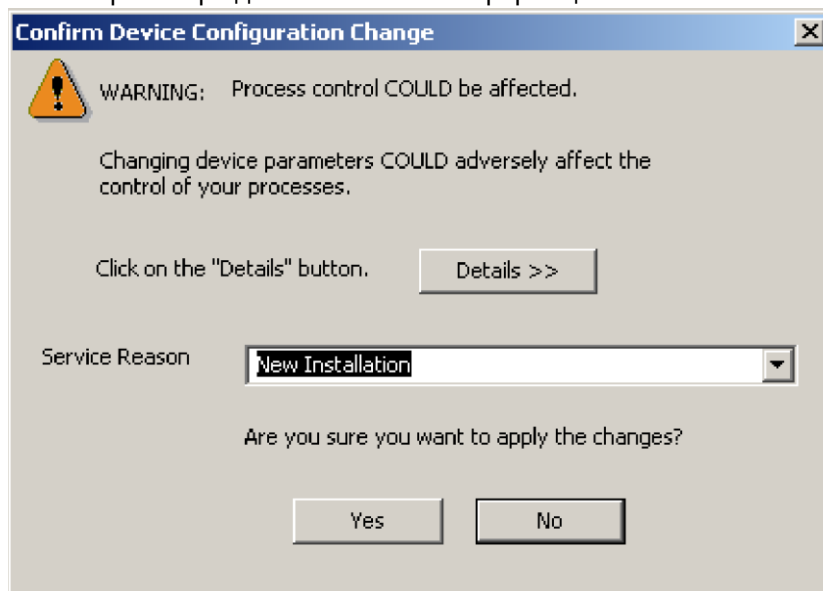 Confirm Device Configuration Change
WARNING: Process control COULD be affected.
Changing device parameters COULD adversely affect the
control of your processes.
Click on the "Details" button. Details >>
Service Reason New Installation
Are you sure you want to apply the changes?
Yes No